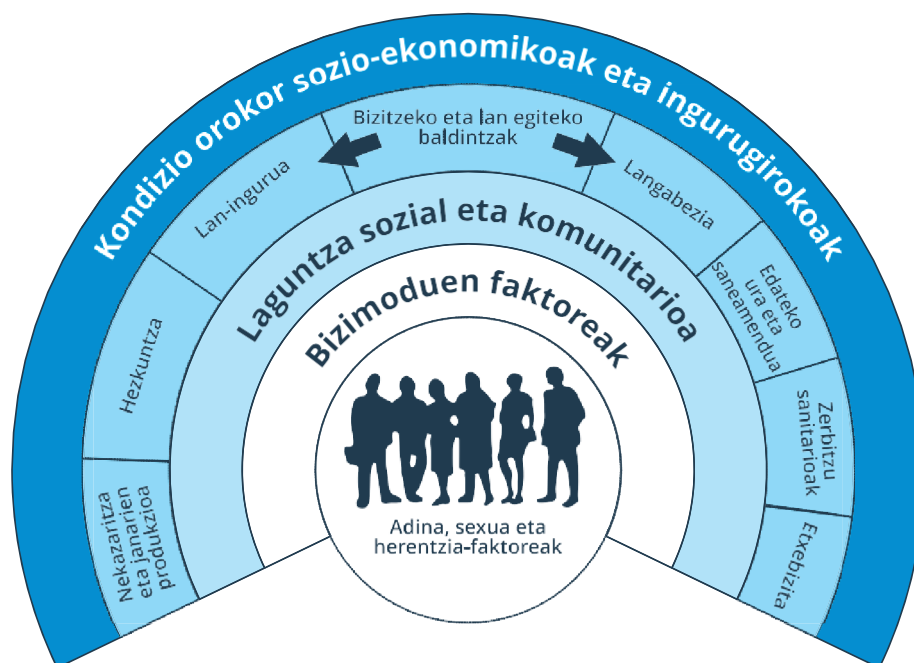 Kondizio orokor sozio-ekonomikoak eta ingurugirokoak
Bizitzeko eta lan egiteko
baldintzak
Lan-ingurua
Langabezia
Hezkuntza
Edateko
ura eta
saneamendua
Nekazaritza
eta janarien
produkzioa
Zerbitzu
sanitarioak
Etxebizita
Laguntza sozial eta komunitarioa
Bizimoduen faktoreak
Adina, sexua eta
herentzia-faktoreak